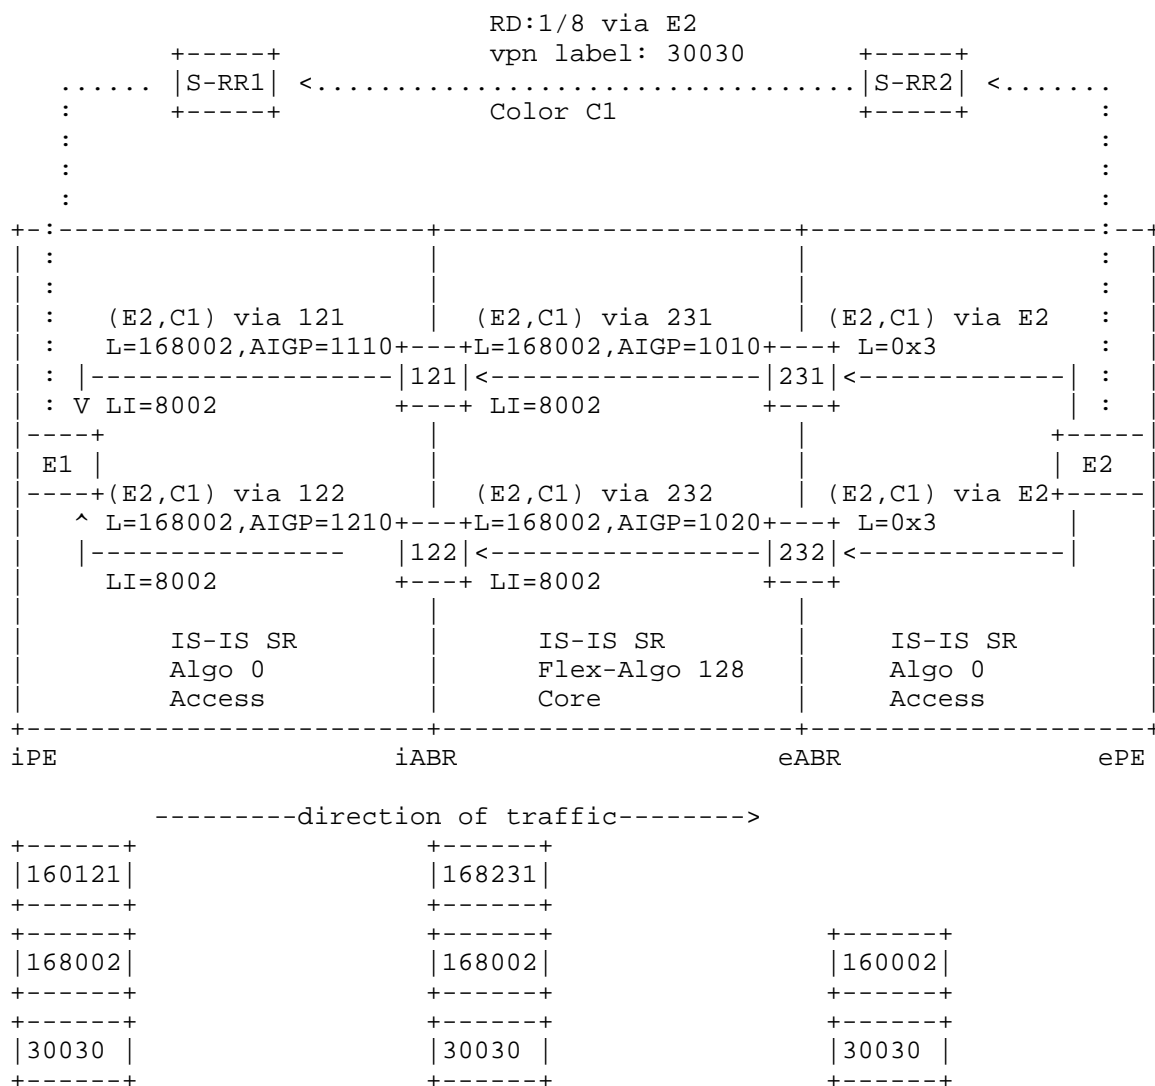 RD:1/8 via E2
          +-----+             vpn label: 30030       +-----+
   ...... |S-RR1| <..................................|S-RR2| <.......
   :      +-----+             Color C1               +-----+        :
   :                                                                :
   :                                                                :
   :                                                                :
+-:-----------------------+----------------------+------------------:--+
| :                       |                      |                  :  |
| :                       |                      |                  :  |
| :   (E2,C1) via 121     |  (E2,C1) via 231     | (E2,C1) via E2   :  |
| :   L=168002,AIGP=1110+---+L=168002,AIGP=1010+---+ L=0x3          :  |
| : |-------------------|121|<-----------------|231|<-------------| :  |
| : V LI=8002           +---+ LI=8002          +---+              | :  |
|----+                    |                      |               +-----|
| E1 |                    |                      |               | E2  |
|----+(E2,C1) via 122     |  (E2,C1) via 232     | (E2,C1) via E2+-----|
|   ^ L=168002,AIGP=1210+---+L=168002,AIGP=1020+---+ L=0x3        |    |
|   |----------------   |122|<-----------------|232|<-------------|    |
|     LI=8002           +---+ LI=8002          +---+                   |
|                         |                      |                     |
|         IS-IS SR        |      IS-IS SR        |     IS-IS SR        |
|         Algo 0          |      Flex-Algo 128   |     Algo 0          |
|         Access          |      Core            |     Access          |
+-------------------------+----------------------+---------------------+
iPE                     iABR                    eABR                ePE

         ---------direction of traffic-------->
+------+                  +------+
|160121|                  |168231|
+------+                  +------+
+------+                  +------+                 +------+
|168002|                  |168002|                 |160002|
+------+                  +------+                 +------+
+------+                  +------+                 +------+
|30030 |                  |30030 |                 |30030 |
+------+                  +------+                 +------+